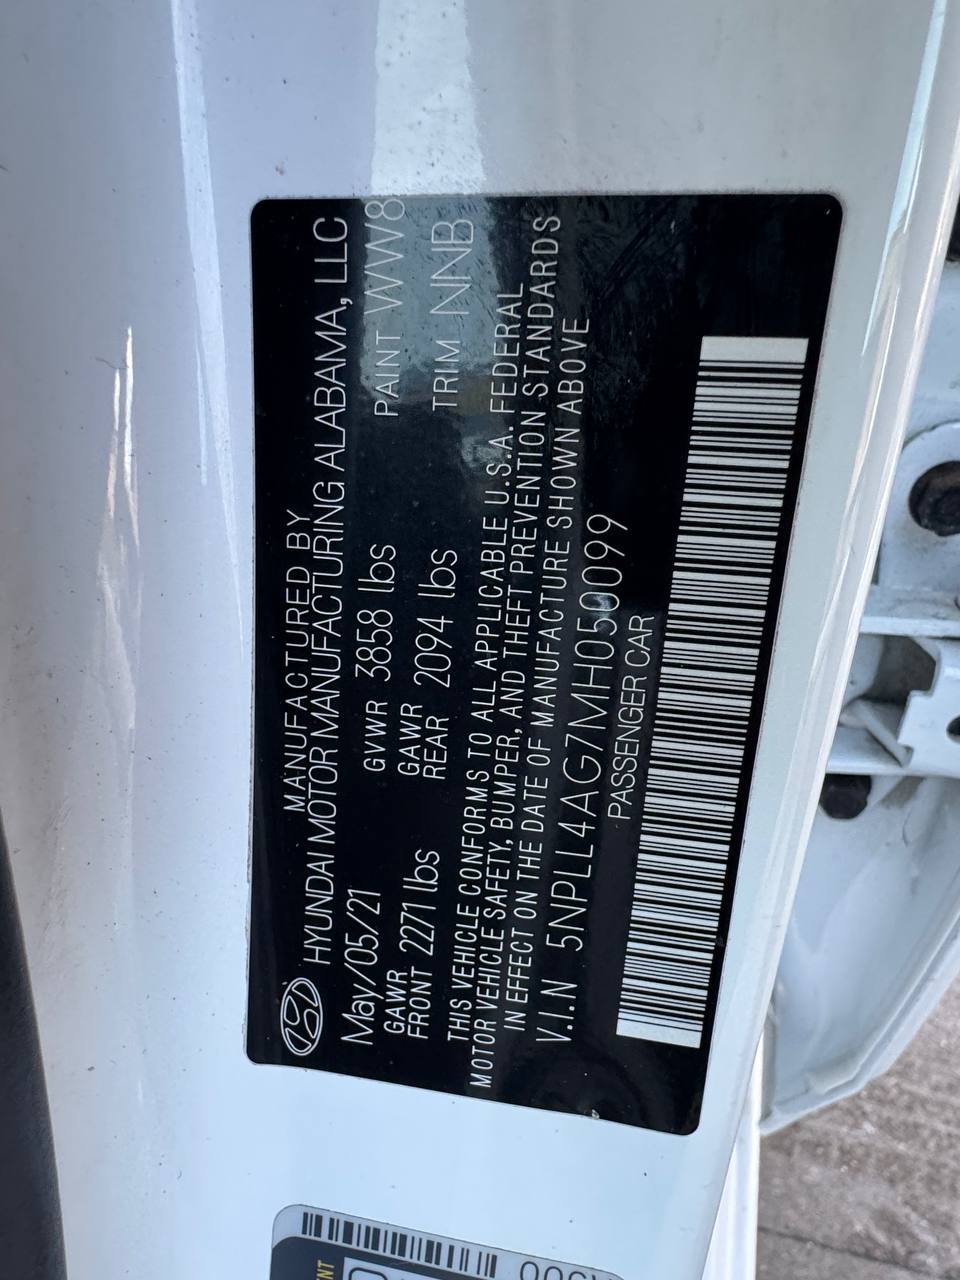 MANUFACTURED BY
HYUNDAI MOTOR MANUFACTURING ALABAMA, LLC
May/05/21 GVWR 3858 lbs PAINT WW8
GAWR FRONT 2271 lbs GAWR REAR 2094 lbs TRIM NNB
THIS VEHICLE CONFORMS TO ALL APPLICABLE U.S.A. FEDERAL
MOTOR VEHICLE SAFETY, BUMPER, AND THEFT PREVENTION STANDARDS
IN EFFECT ON THE DATE OF MANUFACTURE SHOWN ABOVE
V.I.N 5NPLL4AG7MH050099
PASSENGER CAR